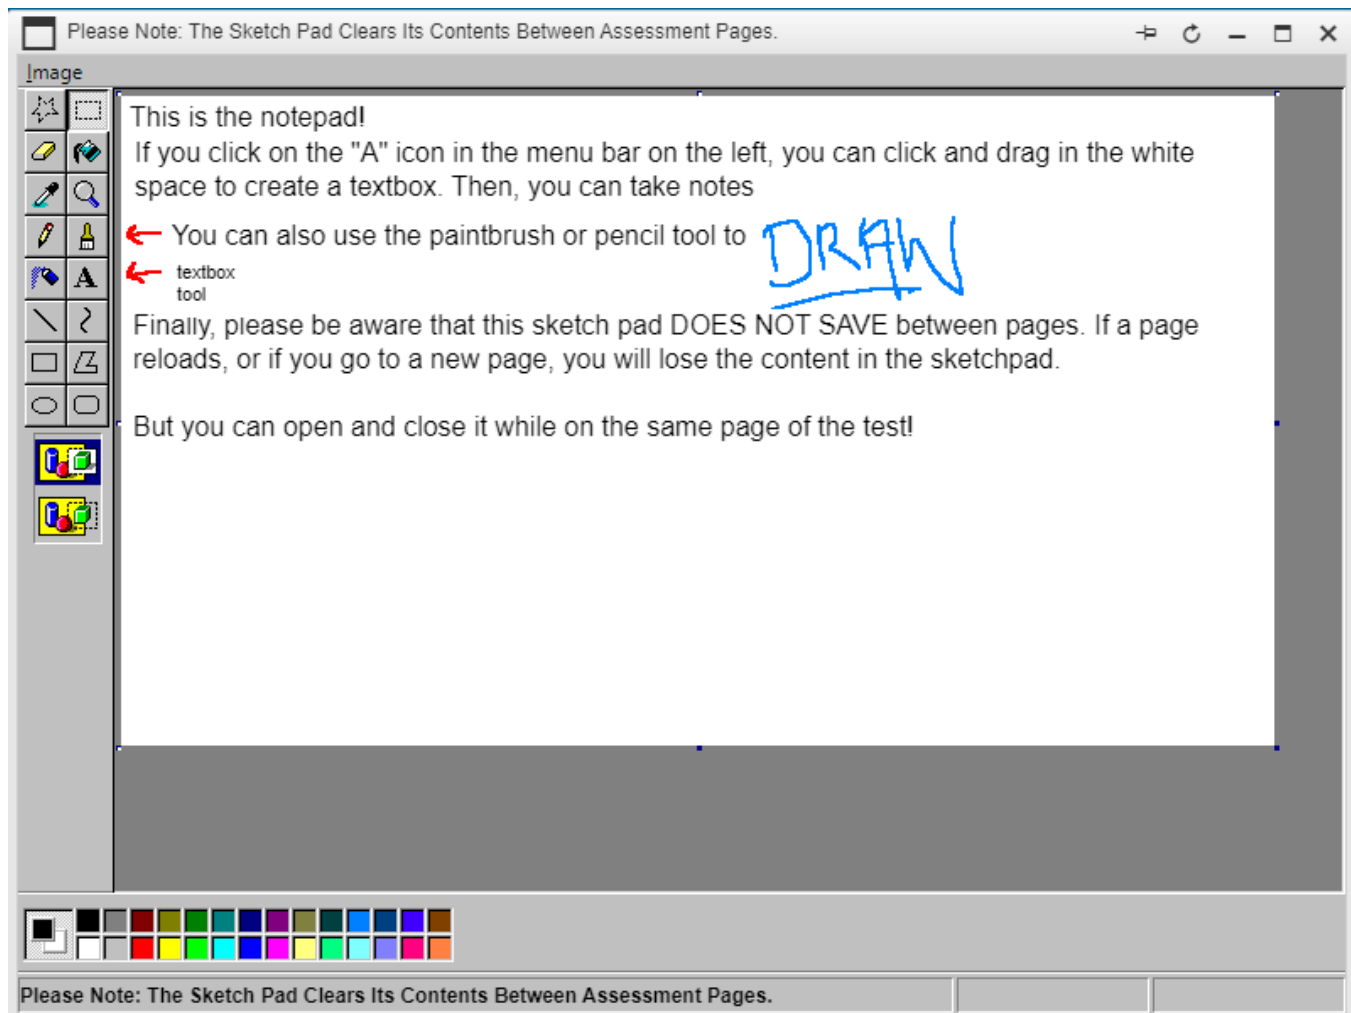 Please Note: The Sketch Pad Clears Its Contents Between Assessment Pages.
Image
This is the notepad!
If you click on the "A" icon in the menu bar on the left, you can click and drag in the white
space to create a textbox. Then, you can take notes
You can also use the paintbrush or pencil tool to DRAW
A textbox
tool
Finally, please be aware that this sketch pad DOES NOT SAVE between pages. If a page
reloads, or if you go to a new page, you will lose the content in the sketchpad.
But you can open and close it while on the same page of the test!
Please Note: The Sketch Pad Clears Its Contents Between Assessment Pages.